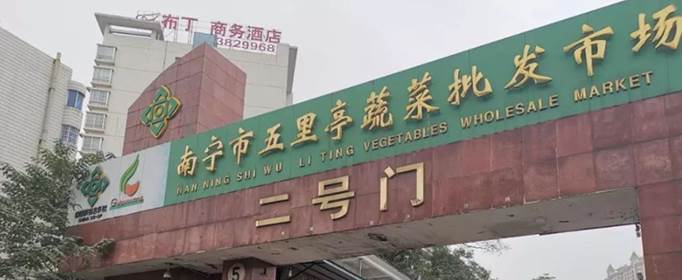 布丁 商务酒店
3829968
南宁市五里亭蔬菜批发市场
NAN NING SHI WU LI TING VEGETABLES WHOLESALE MARKET
二号门
5